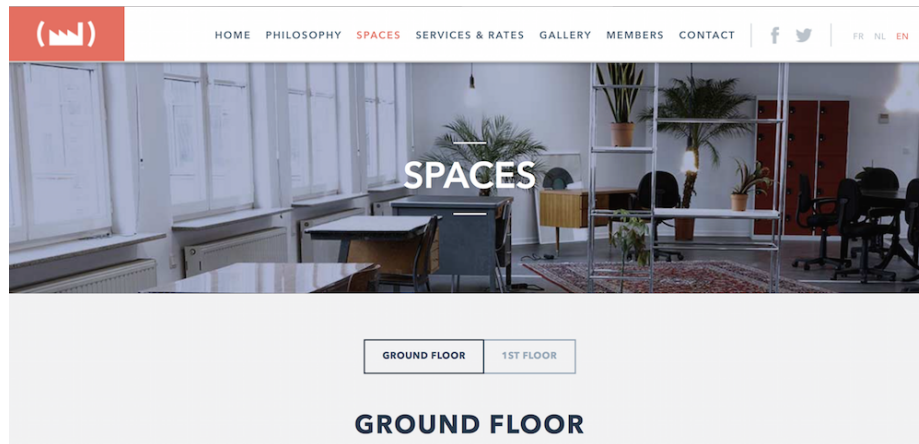 HOME PHILOSOPHY SPACES SERVICES & RATES GALLERY MEMBERS CONTACT FR NL EN
SPACES
GROUND FLOOR 1ST FLOOR
GROUND FLOOR